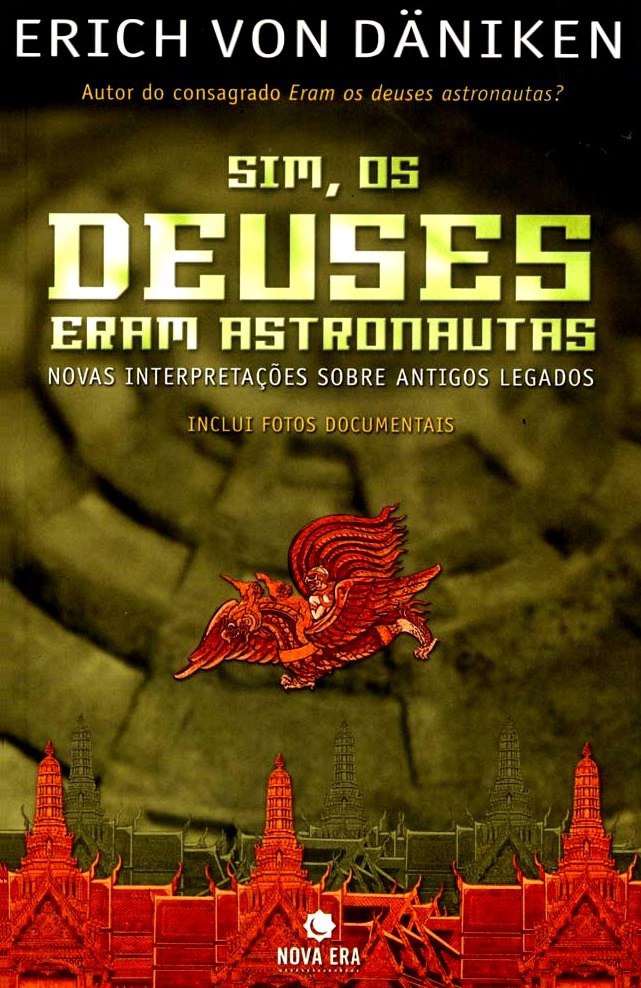 ERICH VON DÄNIKEN
Autor do consagrado Eram os deuses astronautas?
SIM, OS
DEUSES
ERAM ASTRONAUTAS
NOVAS INTERPRETAÇÕES SOBRE ANTIGOS LEGADOS
INCLUI FOTOS DOCUMENTAIS
NOVA ERA